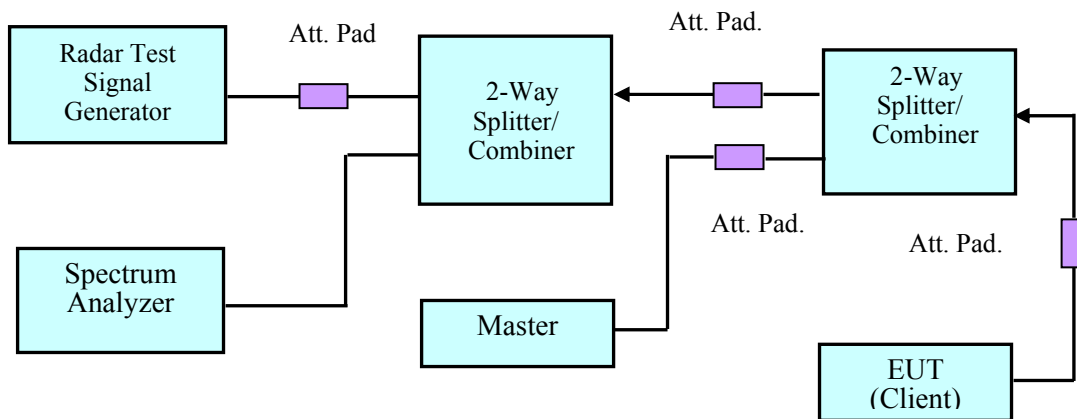 Radar Test
Signal
Generator
Att. Pad
2-Way
Splitter/
Combiner
Att. Pad.
2-Way
Splitter/
Combiner
Att. Pad.
Att. Pad.
Spectrum
Analyzer
Master
EUT
(Client)